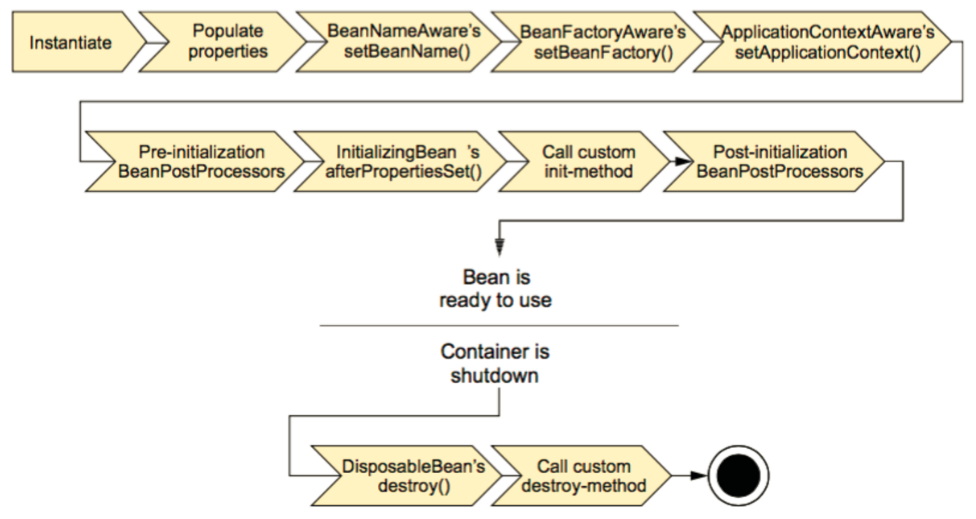 Instantiate
Populate
properties
BeanNameAware's
setBeanName()
BeanFactoryAware's
setBeanFactory()
ApplicationContextAware's
setApplicationContext()
Pre-initialization
BeanPostProcessors
InitializingBean 's
afterPropertiesSet()
Call custom
init-method
Post-initialization
BeanPostProcessors
Bean is
ready to use
Container is
shutdown
DisposableBean's
destroy()
Call custom
destroy-method